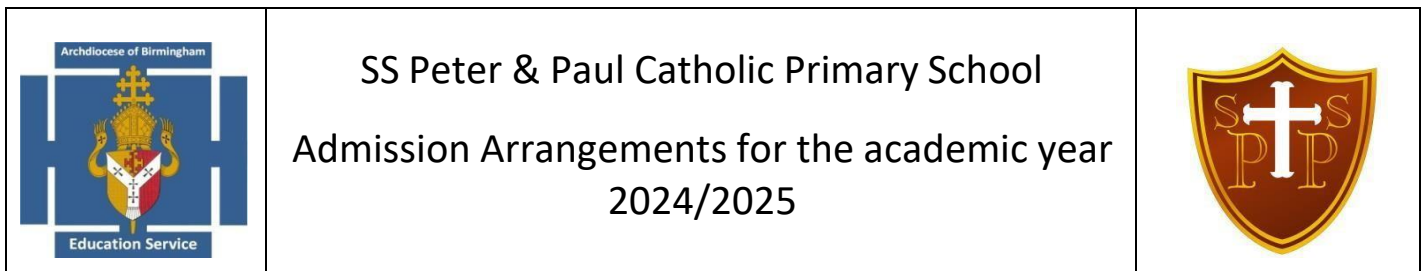 Archdiocese of Birmingham
Education Service
SS Peter & Paul Catholic Primary School
Admission Arrangements for the academic year
2024/2025
S S
P P